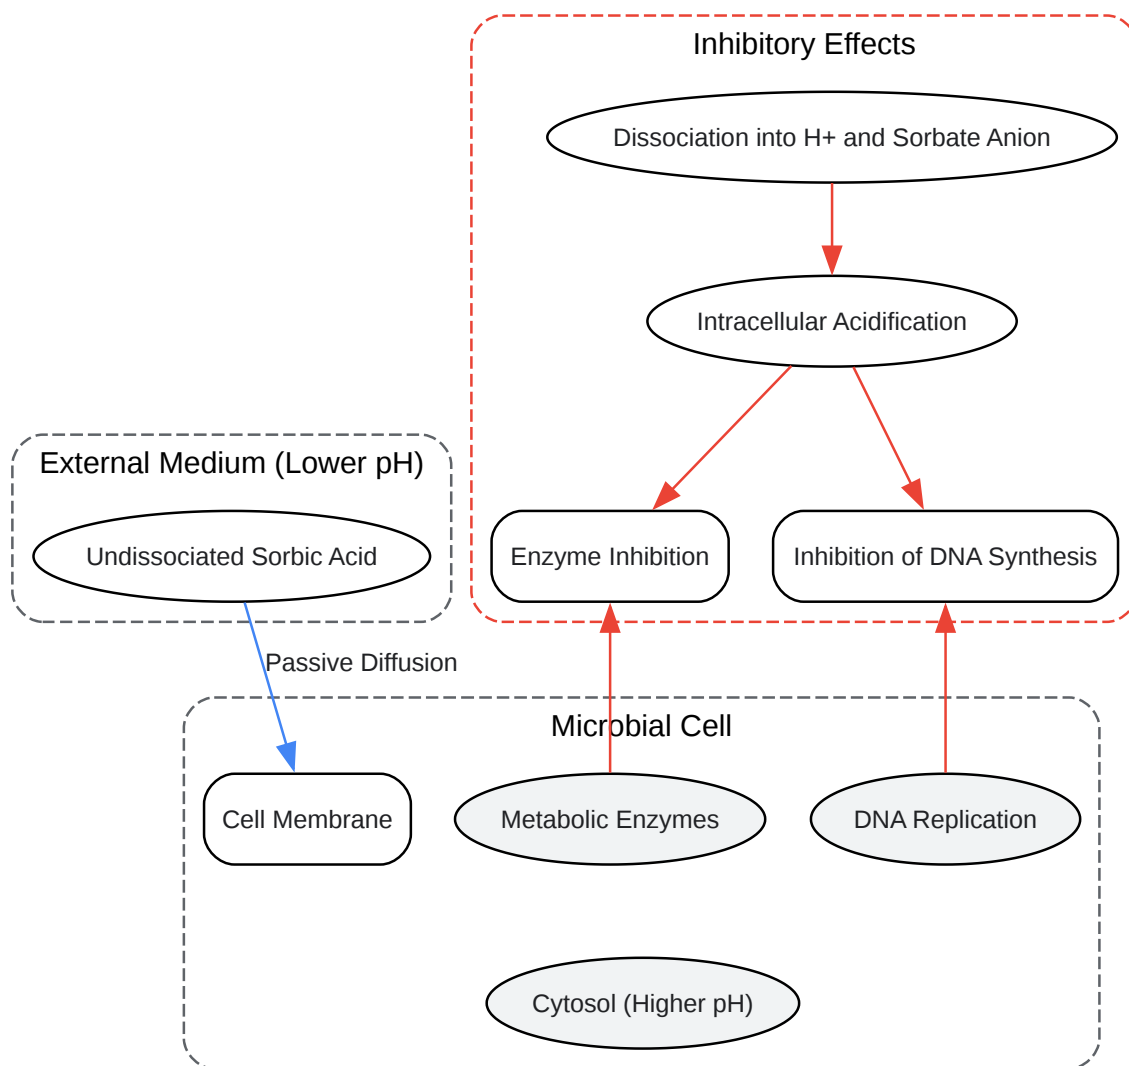 Inhibitory Effects
Dissociation into H+ and Sorbate Anion
Intracellular Acidification
External Medium (Lower pH)
Undissociated Sorbic Acid
Enzyme Inhibition
Inhibition of DNA Synthesis
Passive Diffusion
Microbial Cell
Cell Membrane
Metabolic Enzymes
DNA Replication
Cytosol (Higher pH)